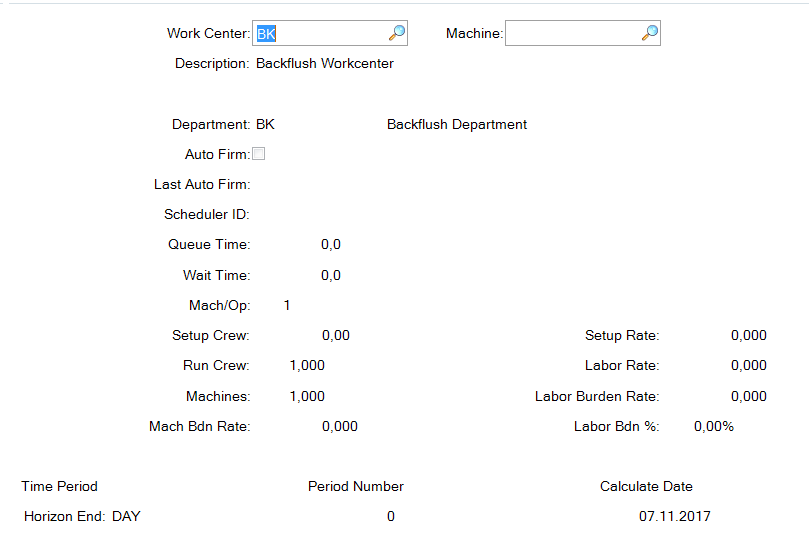 Work Center: BK Machine:
Description: Backflush Workcenter
Department: BK Backflush Department
Auto Firm:
Last Auto Firm:
Scheduler ID:
Queue Time: 0,0
Wait Time: 0,0
Mach/Op: 1
Setup Crew: 0,00 Setup Rate: 0,000
Run Crew: 1,000 Labor Rate: 0,000
Machines: 1,000 Labor Burden Rate: 0,000
Mach Bdn Rate: 0,000 Labor Bdn %: 0,00%
Time Period Period Number Calculate Date
Horizon End: DAY 0 07.11.2017